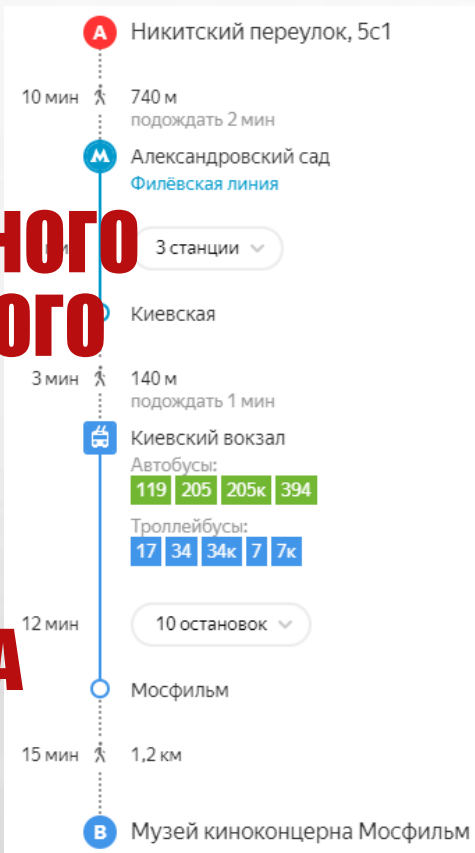 A Никитский переулок, 5с1
10 мин 740 м
подождать 2 мин
М Александровский сад
Филёвская линия
НОГО
3 станции
ОГО
Киевская
3 мин 140 м
подождать 1 мин
Киевский вокзал
Автобусы:
119 205 205к 394
Троллейбусы:
17 34 34к 7 7к
12 мин 10 остановок
А
Мосфильм
15 мин 1,2 км
B Музей киноконцерна Мосфильм